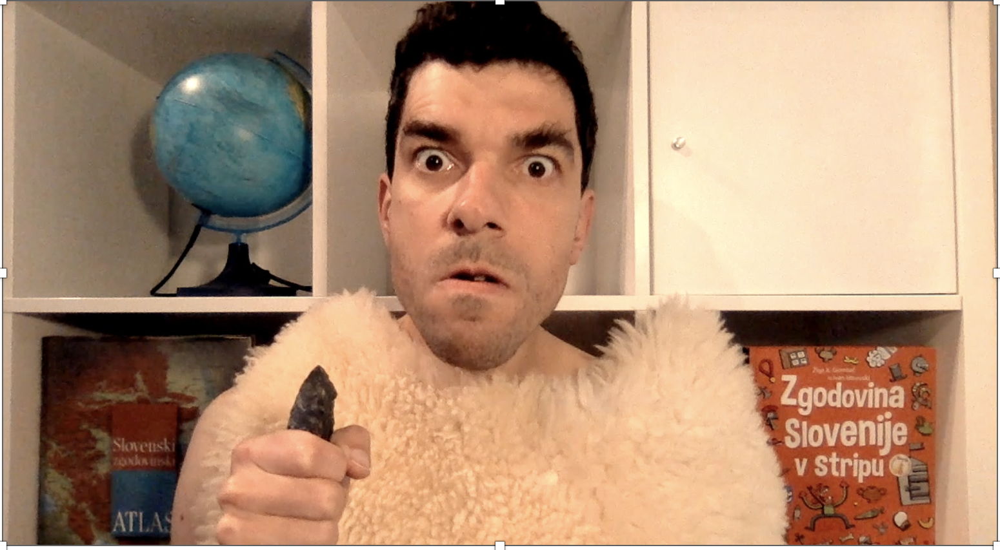 Slovenski
zgodovinski
ATLAS
Zgodovina
Slovenije
v stripu